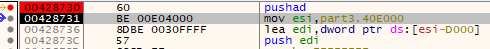 00428730 60 pushad
00428731 BE 00E04000 mov esi,part3.40E000
00428736 8DBE 0030FFFF lea edi,dword ptr ds:[esi-D000]
0042873C 57 push edi